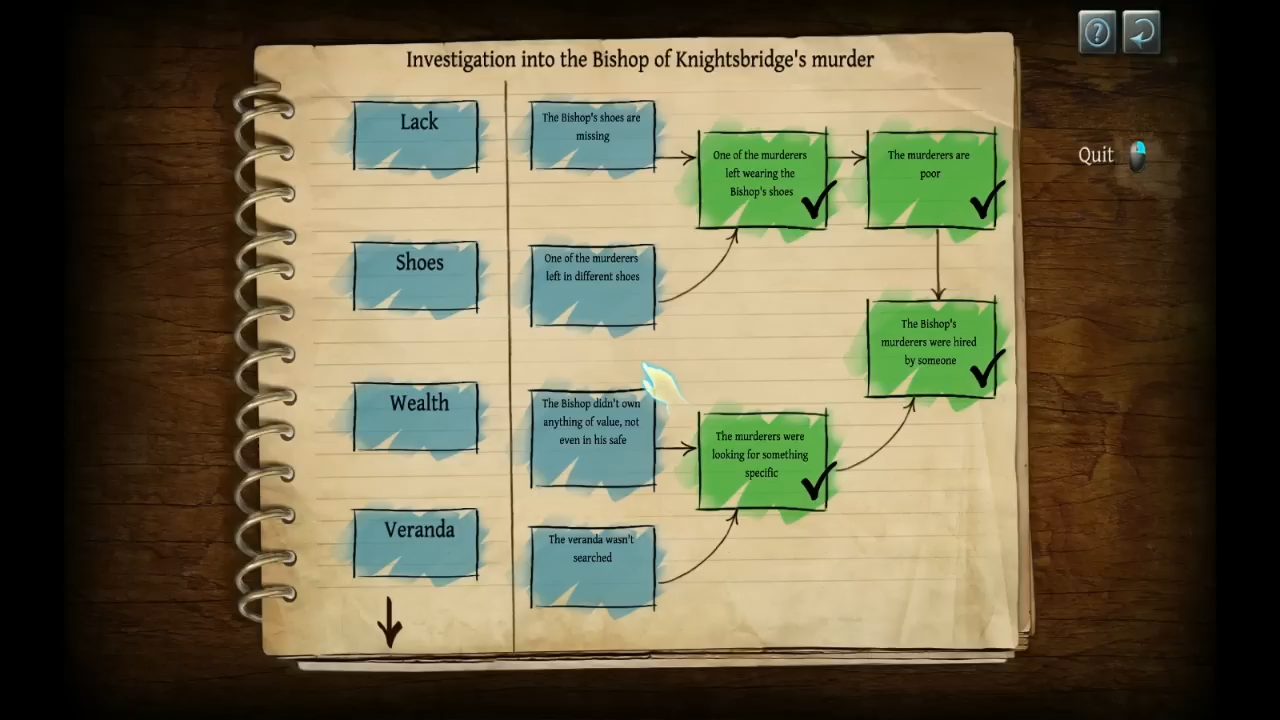 Investigation into the Bishop of Knightsbridge's murder
Lack
Shoes
Wealth
Veranda
The Bishop's shoes are
missing
One of the murderers
left in different shoes
The Bishop didn't own
anything of value, not
even in his safe
The veranda wasn't
searched
One of the murderers
left wearing the
Bishop's shoes
The murderers were
looking for something
specific
The murderers are
poor
The Bishop's
murderers were hired
by someone
?
Quit